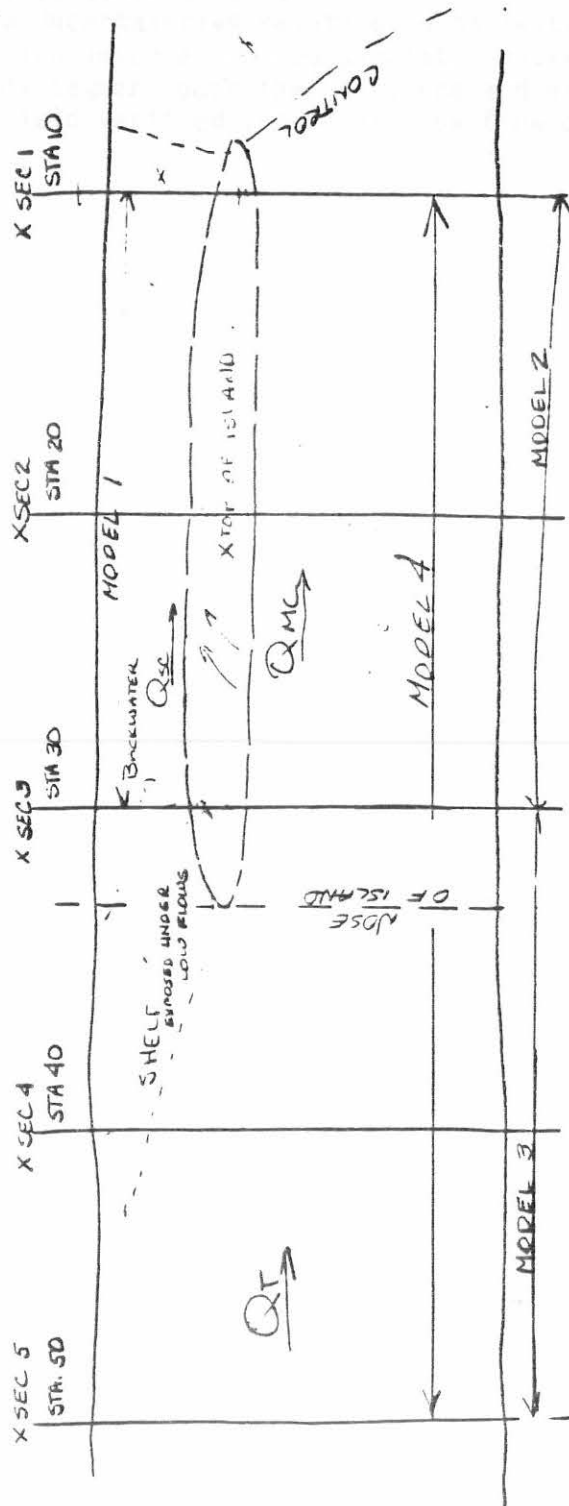 X SEC 1
STA 10
X SEC 2
STA 20
X SEC 3
STA 30
X SEC 4
STA 40
X SEC 5
STA. 50
CONTROL
MODEL 1
X TOP OF ISLAND
BACKWATER
QSC
QMC
MODEL 4
MODEL 2
NOSE
OF ISLAND
SHELF
EXPOSED UNDER
LOW FLOWS
QT
MODEL 3